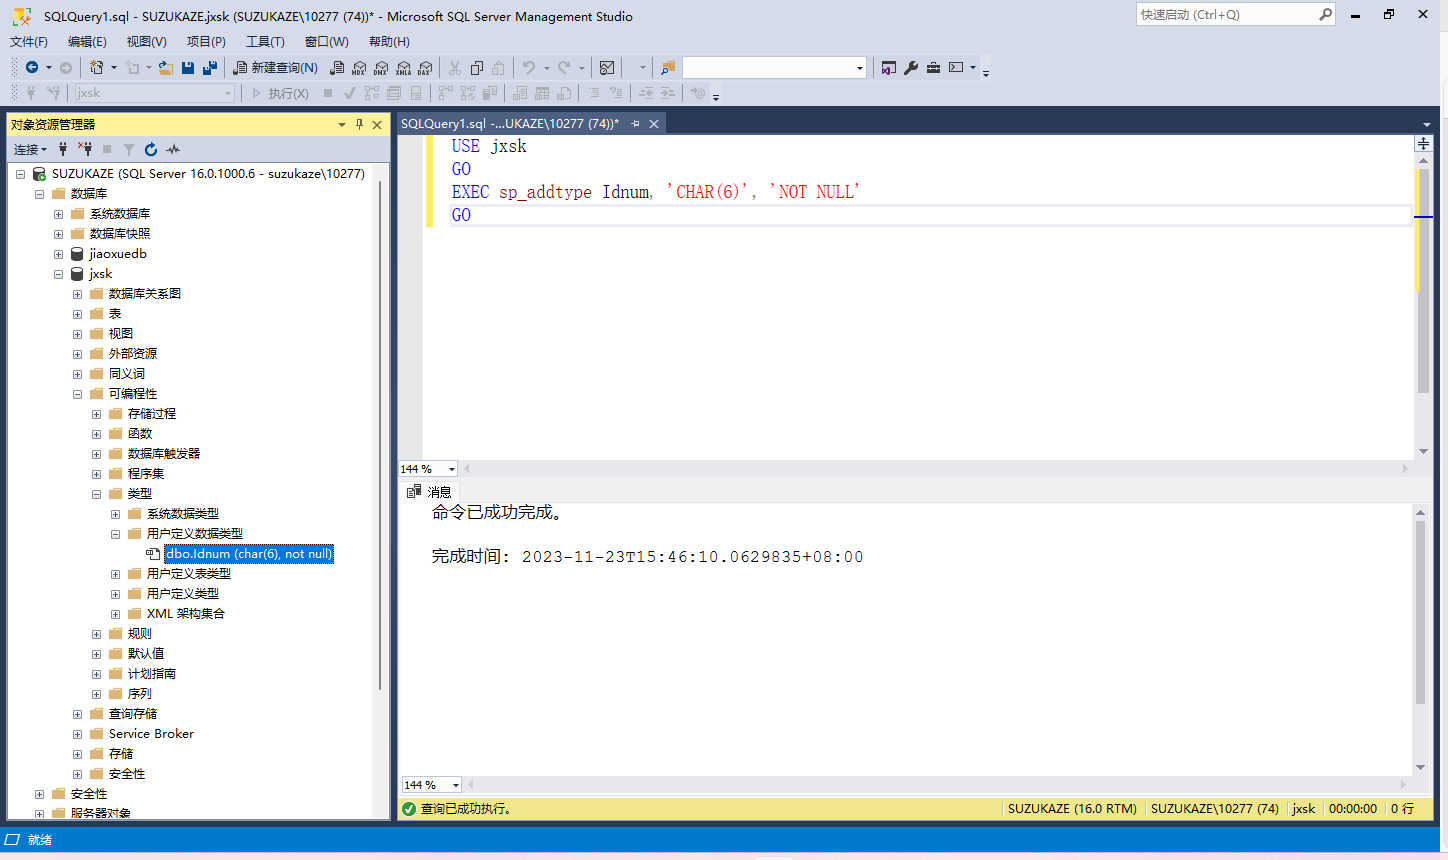 SQLQuery1.sql - SUZUKAZE.jxsk (SUZUKAZE\10277 (74))* - Microsoft SQL Server Management Studio
快速启动 (Ctrl+Q)
文件(F) 编辑(E) 视图(V) 项目(P) 工具(T) 窗口(W) 帮助(H)
新建查询(N) MDX DMX XMLA DAX
jxsk 执行(X)
对象资源管理器
连接
SUZUKAZE (SQL Server 16.0.1000.6 - suzukaze\10277)
数据库
系统数据库
数据库快照
jiaoxuedb
jxsk
数据库关系图
表
视图
外部资源
同义词
可编程性
存储过程
函数
数据库触发器
程序集
类型
系统数据类型
用户定义数据类型
dbo.Idnum (char(6), not null)
用户定义表类型
用户定义类型
XML 架构集合
规则
默认值
计划指南
序列
查询存储
Service Broker
存储
安全性
安全性
服务器对象
SQLQuery1.sql -...UKAZE\10277 (74))*
USE jxsk
GO
EXEC sp_addtype Idnum, 'CHAR(6)', 'NOT NULL'
GO
144 %
消息
命令已成功完成。
完成时间: 2023-11-23T15:46:10.0629835+08:00
144 %
查询已成功执行。 SUZUKAZE (16.0 RTM) SUZUKAZE\10277 (74) jxsk 00:00:00 0 行
就绪